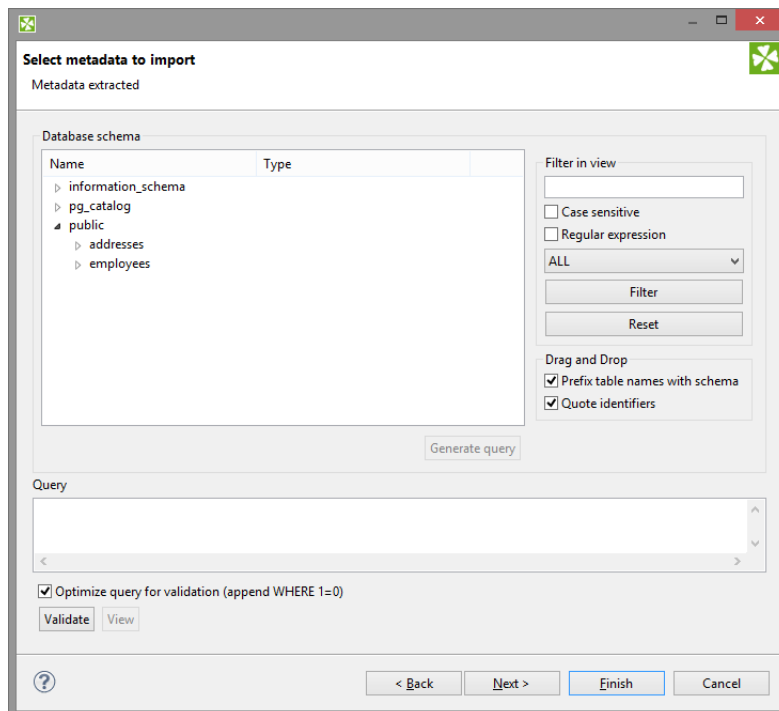 Select metadata to import
Metadata extracted
Database schema
Name Type
information_schema
pg_catalog
public
addresses
employees
Generate query
Filter in view
Case sensitive
Regular expression
ALL
Filter
Reset
Drag and Drop
Prefix table names with schema
Quote identifiers
Query
Optimize query for validation (append WHERE 1=0)
Validate View
? < Back Next > Finish Cancel